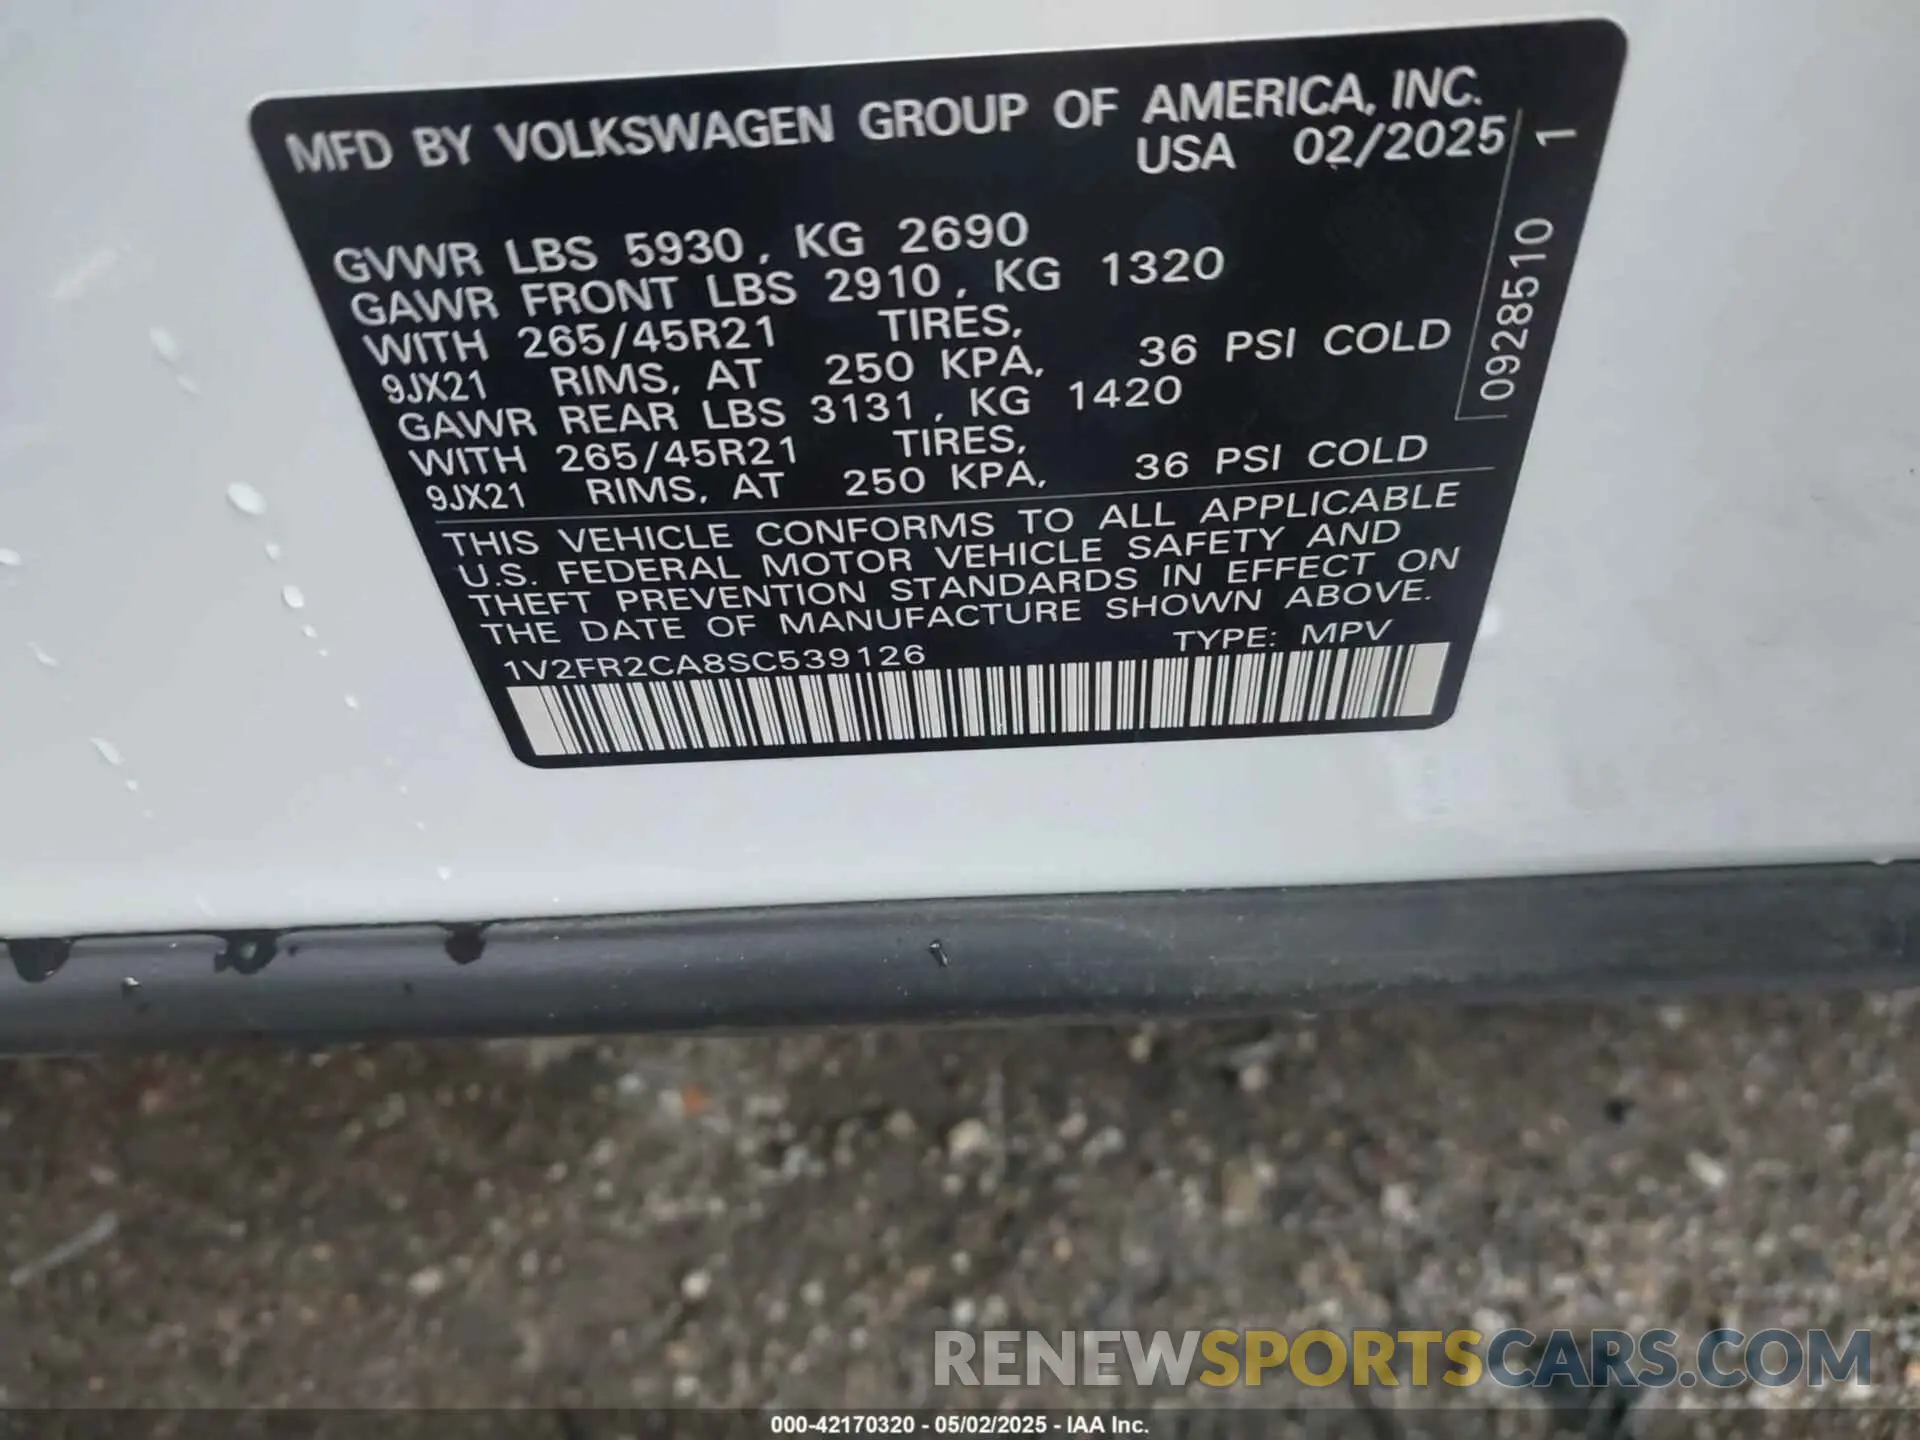 MFD BY VOLKSWAGEN GROUP OF AMERICA, INC.
USA 02/2025
GVWR LBS 5930, KG 2690
GAWR FRONT LBS 2910, KG 1320
WITH 265/45R21 TIRES,
9JX21 RIMS, AT 250 KPA, 36 PSI COLD
GAWR REAR LBS 3131, KG 1420
WITH 265/45R21 TIRES,
9JX21 RIMS, AT 250 KPA, 36 PSI COLD
THIS VEHICLE CONFORMS TO ALL APPLICABLE
U.S. FEDERAL MOTOR VEHICLE SAFETY AND
THEFT PREVENTION STANDARDS IN EFFECT ON
THE DATE OF MANUFACTURE SHOWN ABOVE.
1V2FR2CA8SC539126 TYPE: MPV
0928510 1
RENEWSPORTSCARS.COM
000-42170320 - 05/02/2025 - IAA Inc.